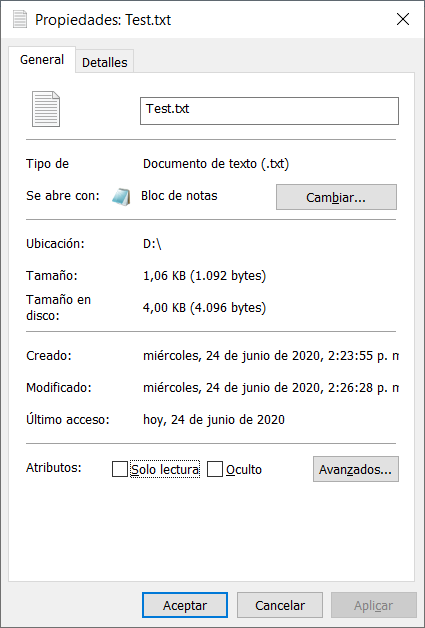 Propiedades: Test.txt
General
Detalles
Test.txt
Tipo de
Documento de texto (.txt)
Se abre con:
Bloc de notas
Cambiar...
Ubicación:
D:\
Tamaño:
1,06 KB (1.092 bytes)
Tamaño en
disco:
4,00 KB (4.096 bytes)
Creado:
miércoles, 24 de junio de 2020, 2:23:55 p. m
Modificado:
miércoles, 24 de junio de 2020, 2:26:28 p. m
Último acceso:
hoy, 24 de junio de 2020
Atributos:
Solo lectura
Oculto
Avanzados...
Aceptar
Cancelar
Aplicar